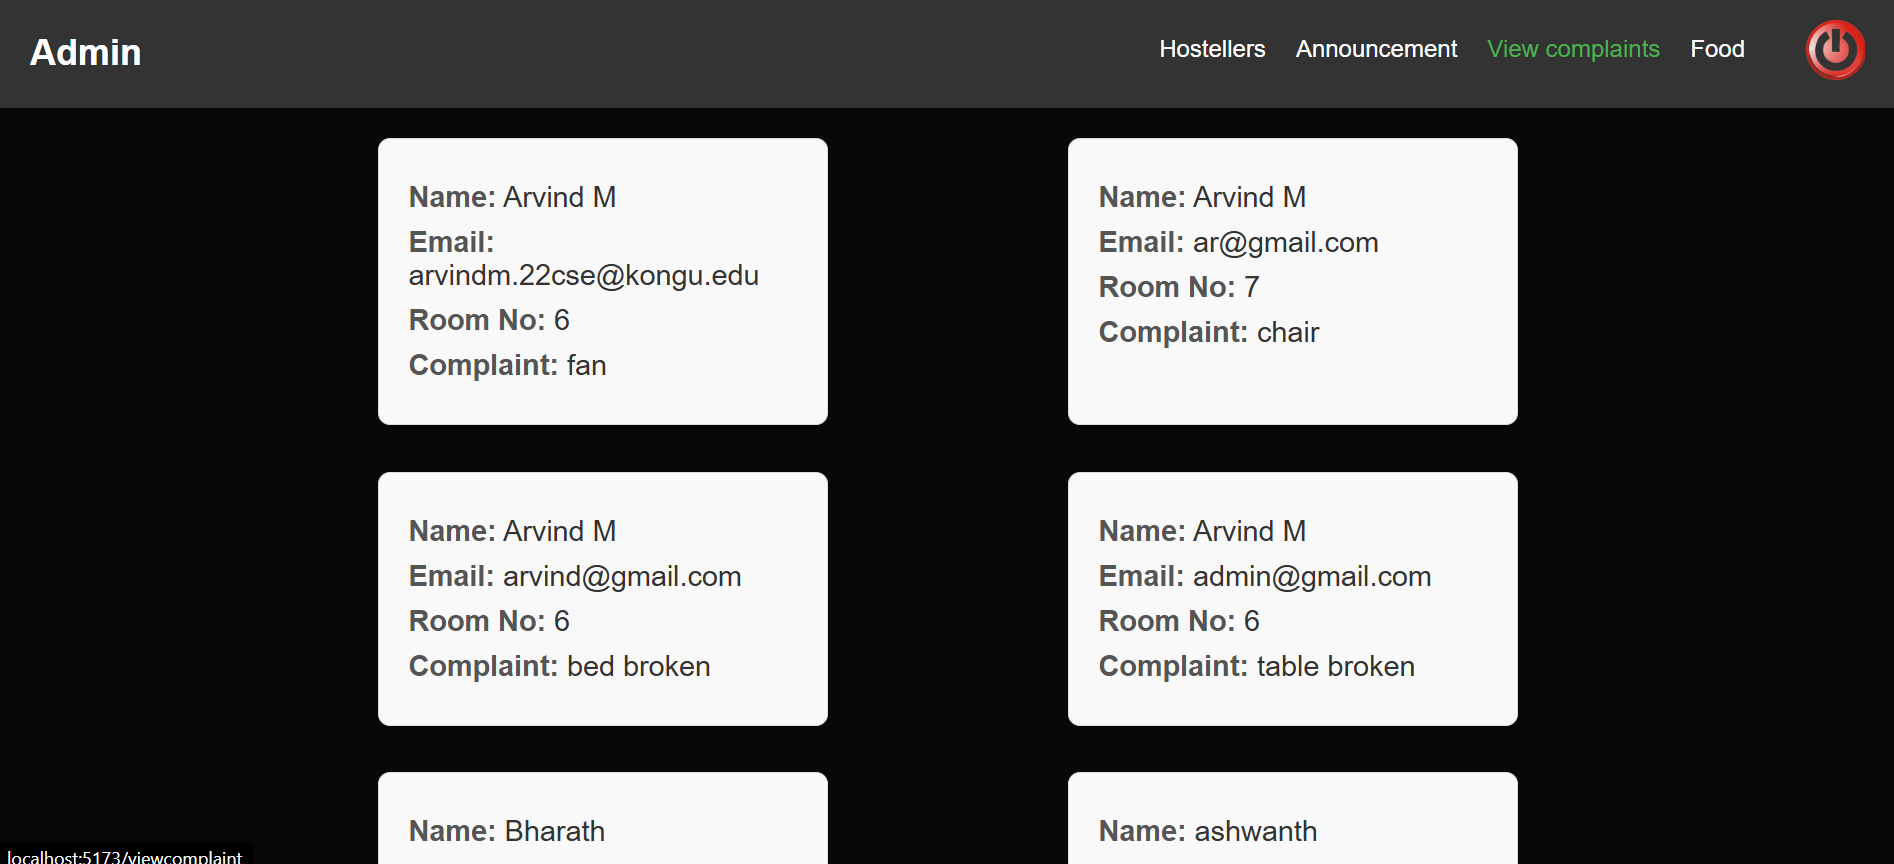 Admin
Hostellers Announcement View complaints Food
Name: Arvind M
Email:
arvindm.22cse@kongu.edu
Room No: 6
Complaint: fan
Name: Arvind M
Email: ar@gmail.com
Room No: 7
Complaint: chair
Name: Arvind M
Email: arvind@gmail.com
Room No: 6
Complaint: bed broken
Name: Arvind M
Email: admin@gmail.com
Room No: 6
Complaint: table broken
Name: Bharath
Name: ashwanth
localhost:5173/viewcomplaint